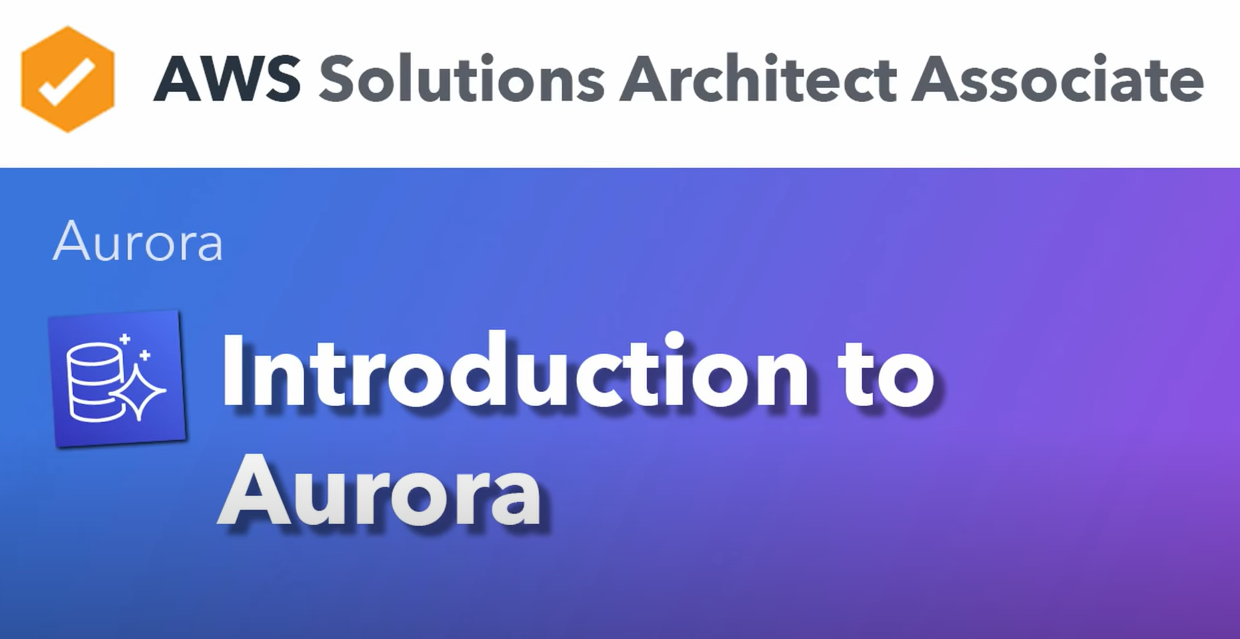 AWS Solutions Architect Associate
Aurora
Introduction to
Aurora